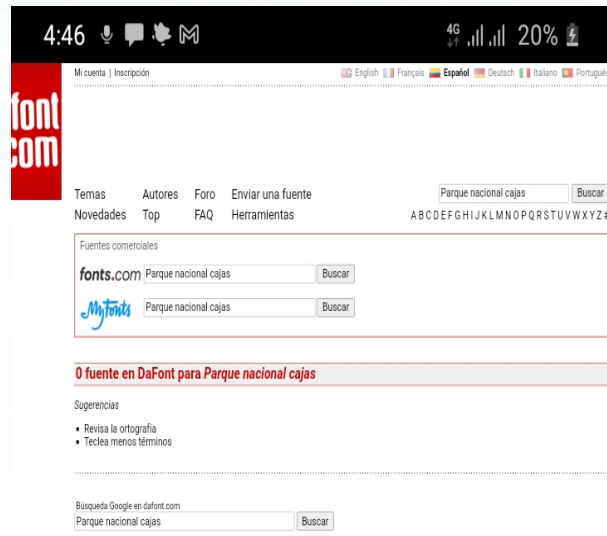 4:46 4G 20%
Mi cuenta | Inscripción English Français Español Deutsch Italiano Português
font
com
Temas Autores Foro Enviar una fuente Parque nacional cajas Buscar
Novedades Top FAQ Herramientas A B C D E F G H I J K L M N O P Q R S T U V W X Y Z #
Fuentes comerciales
fonts.com Parque nacional cajas Buscar
MyFonts Parque nacional cajas Buscar
0 fuente en DaFont para Parque nacional cajas
Sugerencias
▪ Revisa la ortografía
▪ Teclea menos términos
Búsqueda Google en dafont.com
Parque nacional cajas Buscar